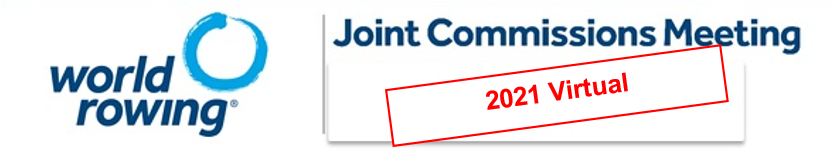 world
rowing®
Joint Commissions Meeting
2021 Virtual